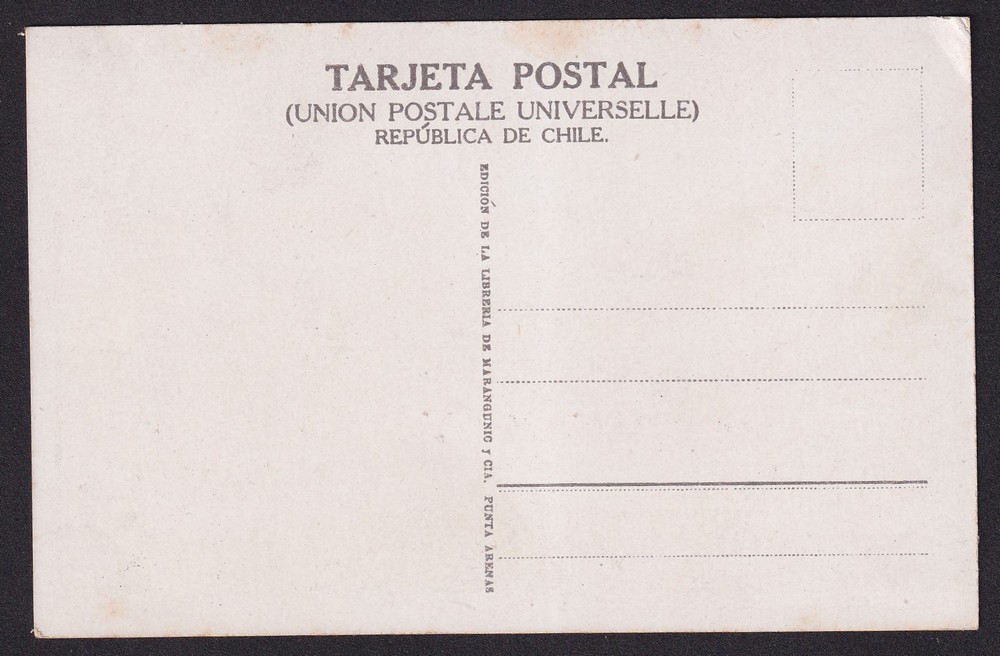 TARJETA POSTAL
(UNION POSTALE UNIVERSELLE)
REPÚBLICA DE CHILE.
EDICIÓN DE LA LIBRERIA DE MARANGUNIC y CIA. PUNTA ARENAS